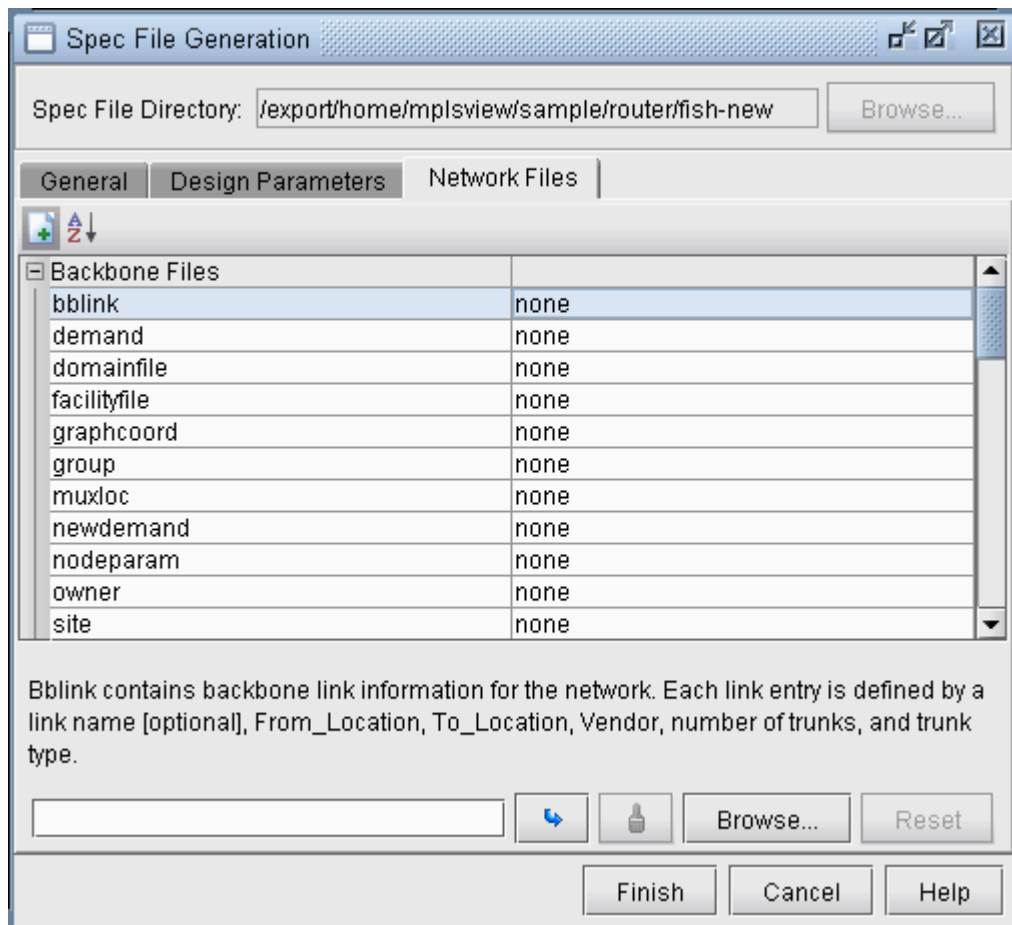 Spec File Generation
Spec File Directory: /export/home/mplsview/sample/router/fish-new Browse...
General Design Parameters Network Files
A
Z
Backbone Files
bblink none
demand none
domainfile none
facilityfile none
graphcoord none
group none
muxloc none
newdemand none
nodeparam none
owner none
site none
Bblink contains backbone link information for the network. Each link entry is defined by a
link name [optional], From_Location, To_Location, Vendor, number of trunks, and trunk
type.
Browse... Reset
Finish Cancel Help